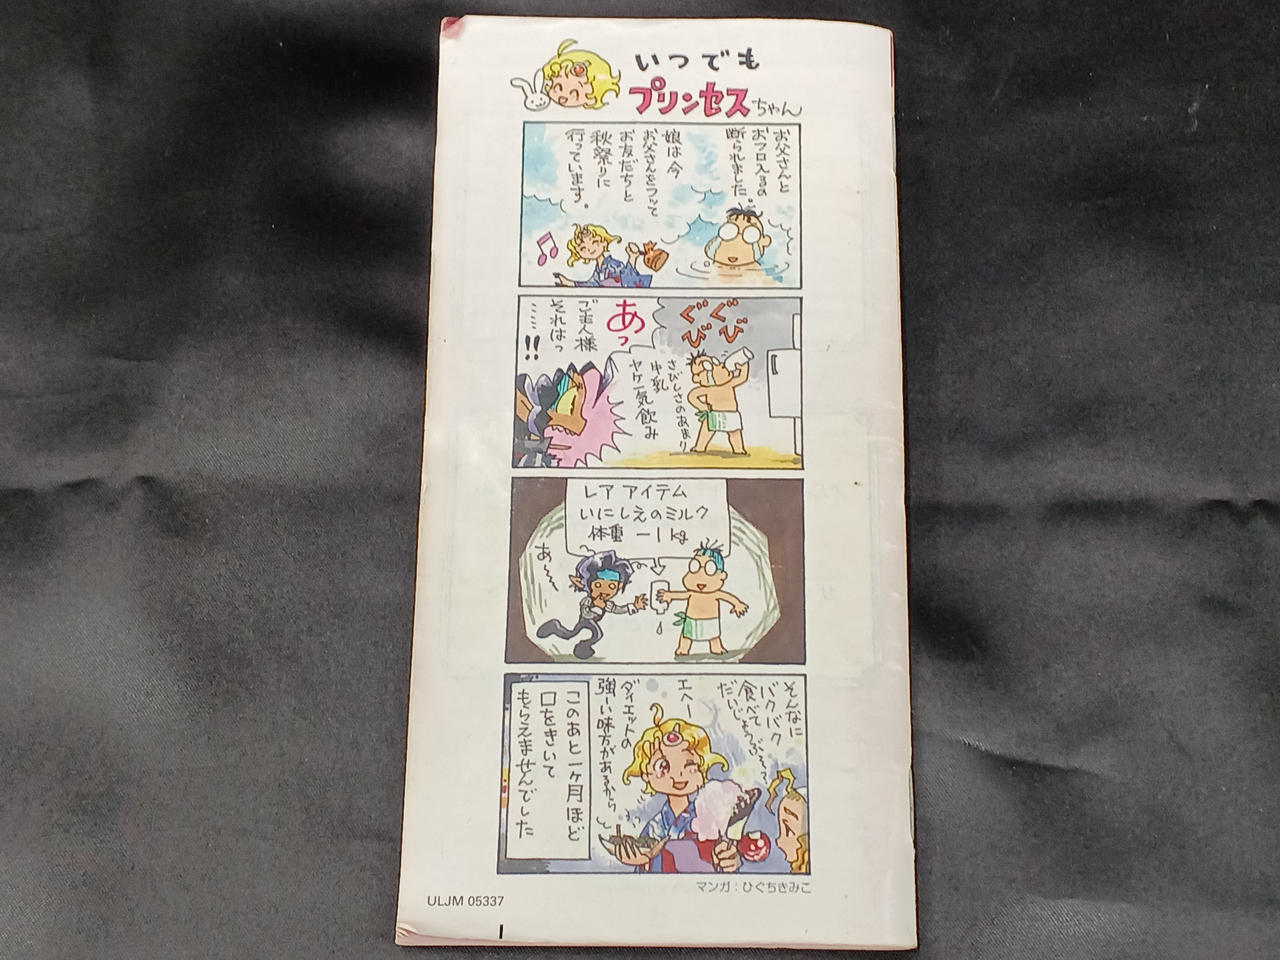 いつでも
プリンセスちゃん
お父さんと
おフロ入るの
断られました。
娘は今
お父さんをフッて
お友だちと
秋祭りに
行っています。
ぐび
ぐび
さびしさのあまり
牛乳
ヤケ一気飲み
あっ
ご主人様
それはっ
……!!
レア アイテム
いにしえのミルク
体重 −1kg
あ〜
そんなに
バクバク
食べて
だいじょうぶ〜?
エヘー
ダイエットの
強ーい味方があるから
このあと一ヶ月ほど
口をきいて
もらえませんでした
マンガ:ひぐちきみこ
ULJM 05337